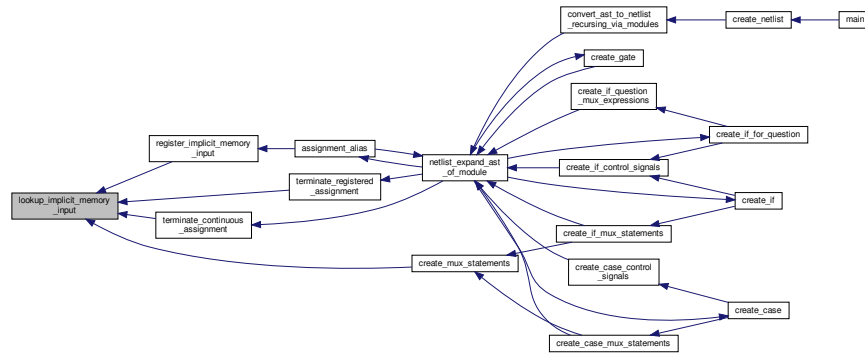 convert_ast_to_netlist
_recursing_via_modules
create_netlist
main
create_gate
create_if_question
_mux_expressions
create_if_for_question
register_implicit_memory
_input
assignment_alias
netlist_expand_ast
_of_module
create_if_control_signals
terminate_registered
_assignment
create_if
lookup_implicit_memory
_input
terminate_continuous
_assignment
create_if_mux_statements
create_mux_statements
create_case_control
_signals
create_case
create_case_mux_statements